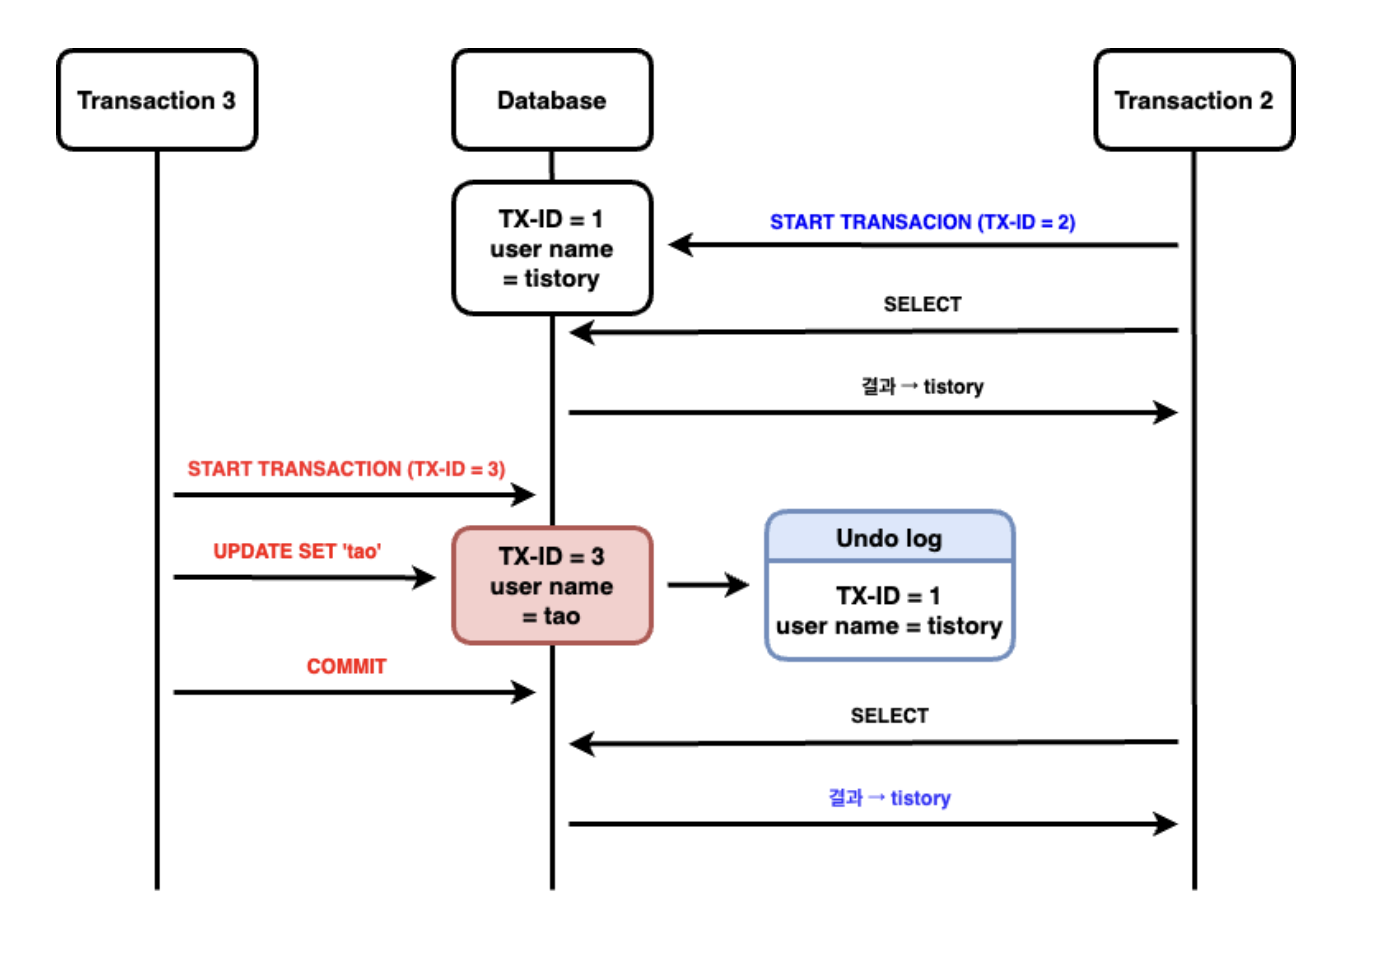 Transaction 3
Database
Transaction 2
TX-ID = 1
user name
= tistory
START TRANSACION (TX-ID = 2)
SELECT
결과 → tistory
START TRANSACTION (TX-ID = 3)
UPDATE SET 'tao'
TX-ID = 3
user name
= tao
Undo log
TX-ID = 1
user name = tistory
COMMIT
SELECT
결과 → tistory